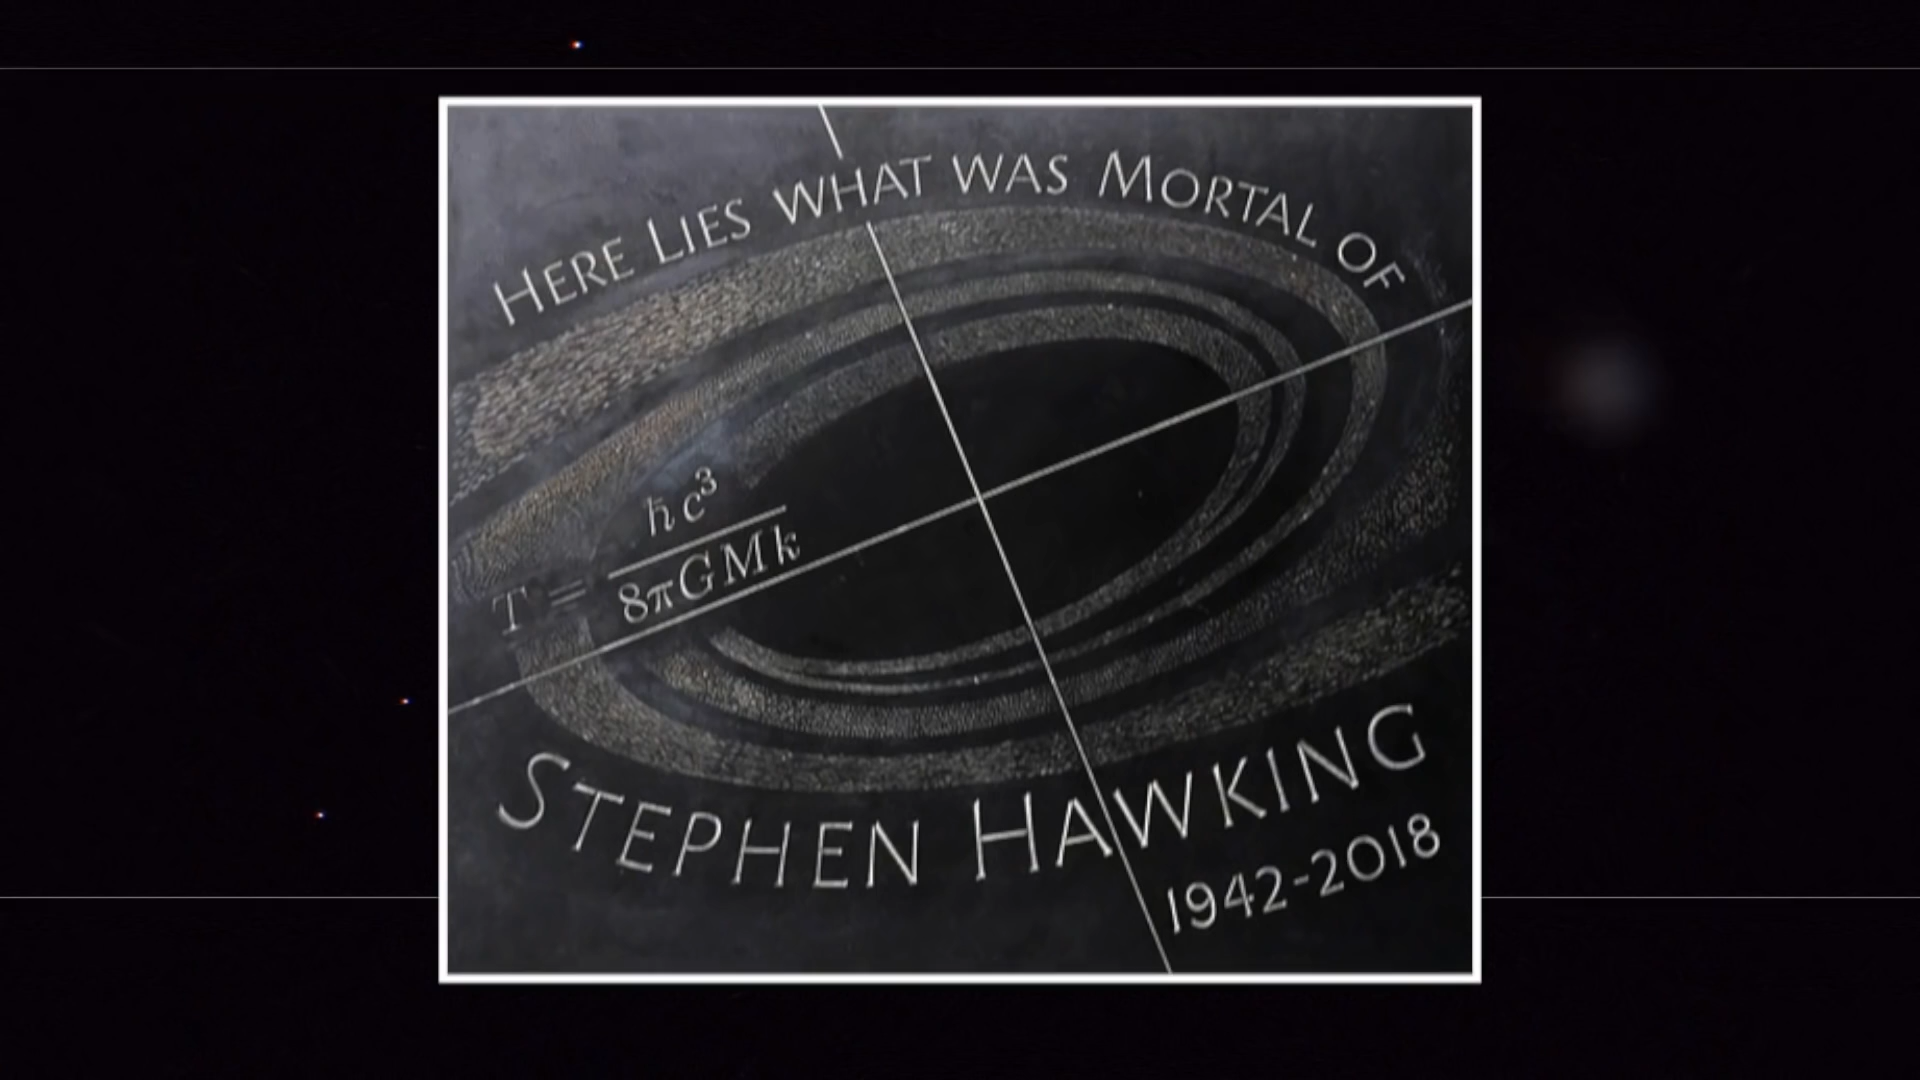 HERE LIES WHAT WAS MORTAL OF
T = ħc³ / 8πGMk
STEPHEN HAWKING
1942-2018